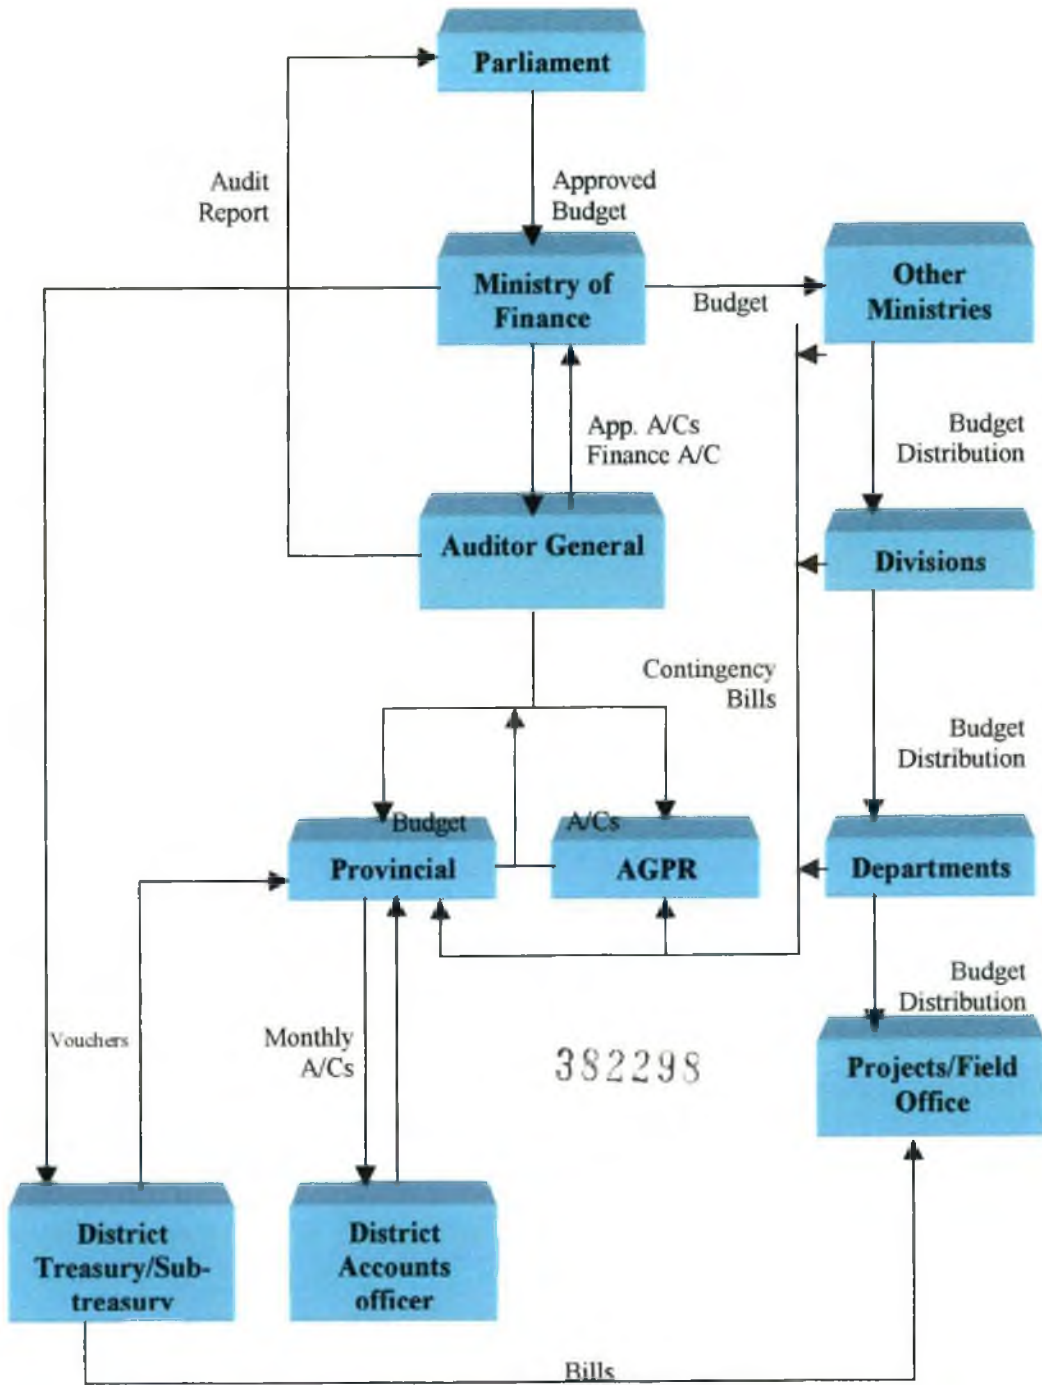 Parliament
Audit
Report
Approved
Budget
Ministry of
Finance
Budget
Other
Ministries
App. A/Cs
Finance A/C
Budget
Distribution
Auditor General
Divisions
Contingency
Bills
Budget
Distribution
Budget
A/Cs
Provincial
AGPR
Departments
Budget
Distribution
Vouchers
Monthly
A/Cs
382298
Projects/Field
Office
District
Treasury/Sub-
treasury
District
Accounts
officer
Bills